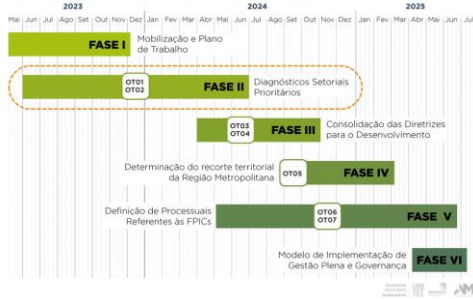 2023 2024 2025
Mai Jun Jul Ago Set Out Nov Dez Jan Fev Mar Abr Mai Jun Jul Ago Set Out Nov Dez Jan Fev Mar Abr Mai Jun Jul
FASE I Mobilização e Plano
de Trabalho
OT01
OT02
FASE II Diagnósticos Setoriais
Prioritários
OT03
OT04
FASE III Consolidação das Diretrizes
para o Desenvolvimento
Determinação do recorte territorial
da Região Metropolitana
OT05 FASE IV
Definição de Processuais
Referentes às FPICs
OT06
OT07
FASE V
Modelo de Implementação de
Gestão Plena e Governança
FASE VI